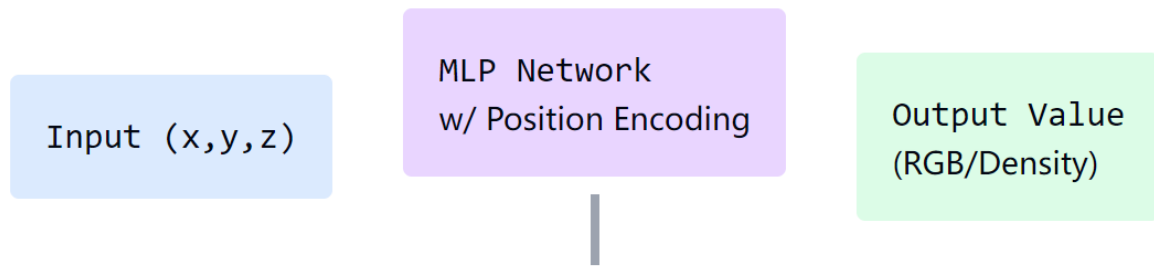 Input (x,y,z)
MLP Network
w/ Position Encoding
Output Value
(RGB/Density)